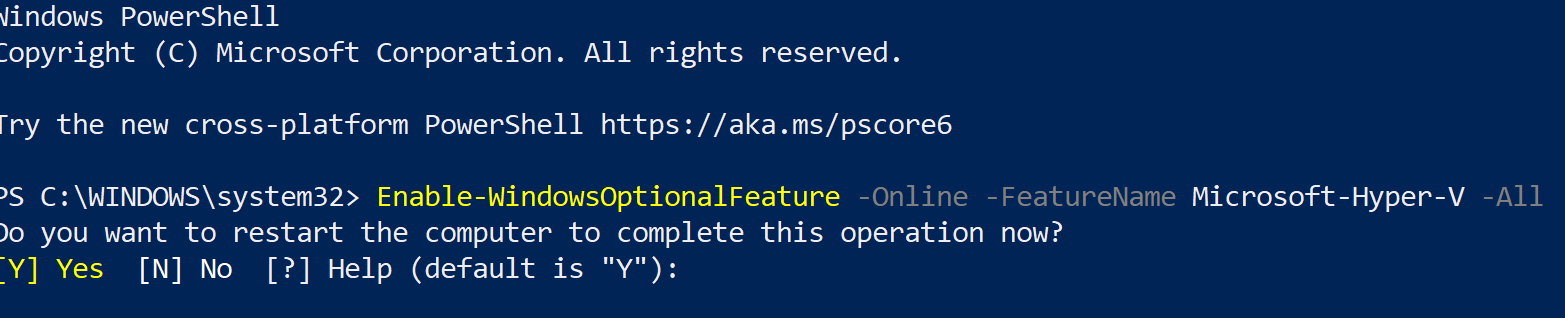 Windows PowerShell
Copyright (C) Microsoft Corporation. All rights reserved.
Try the new cross-platform PowerShell https://aka.ms/pscore6
PS C:\WINDOWS\system32> Enable-WindowsOptionalFeature -Online -FeatureName Microsoft-Hyper-V -All
Do you want to restart the computer to complete this operation now?
[Y] Yes  [N] No  [?] Help (default is "Y"):